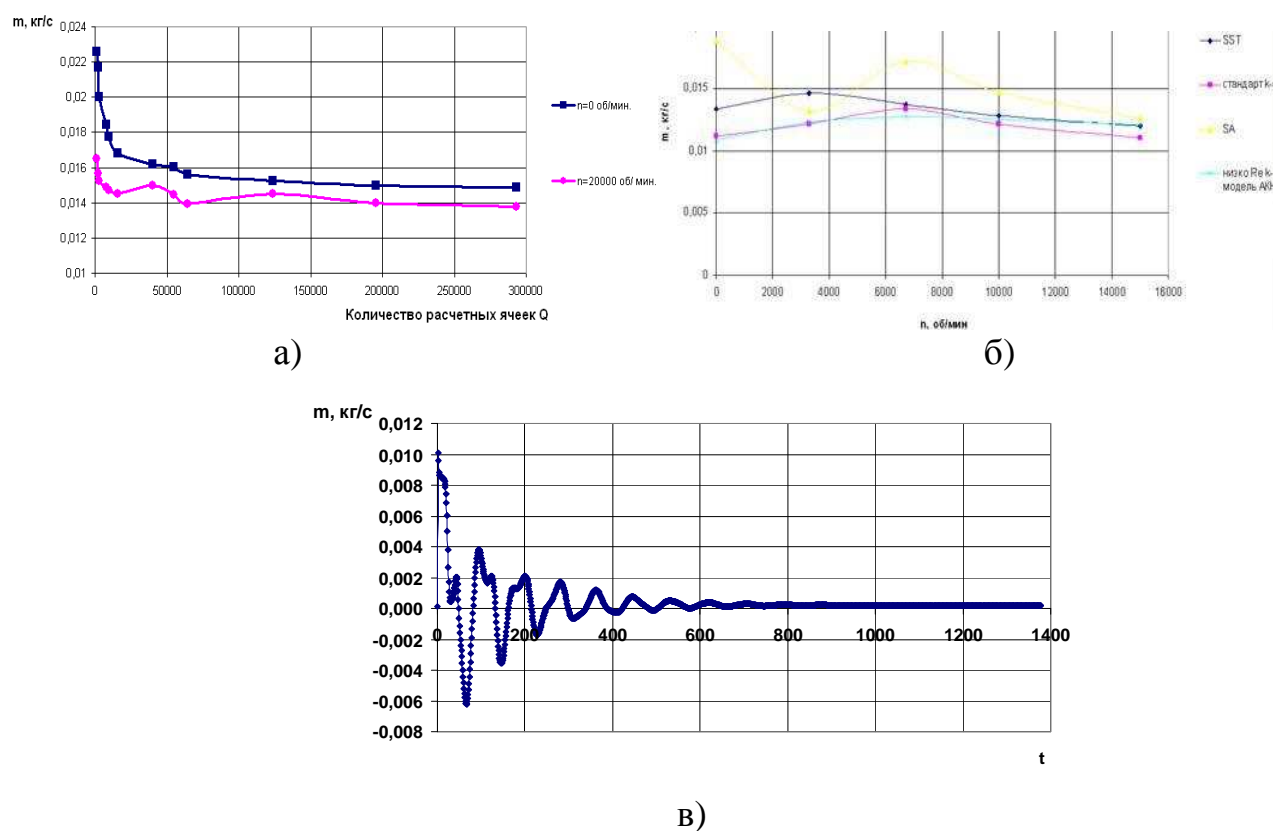 m, кг/с
0,024
0,022
0,02
0,018
0,016
0,014
0,012
0,01
0 50000 100000 150000 200000 250000 300000
Количество расчетных ячеек Q
n=0 об/мин.
n=20000 об/ мин.
а)
m , кг/с
0,015
0,01
0,005
0
0 2000 4000 6000 8000 10000 12000 14000 16000
n, об/мин
SST
стандарт k-
SA
низко Re k-
модель
б)
m, кг/с
0,012
0,010
0,008
0,006
0,004
0,002
0,000
-0,002
-0,004
-0,006
-0,008
0 200 400 600 800 1000 1200 1400
t
в)